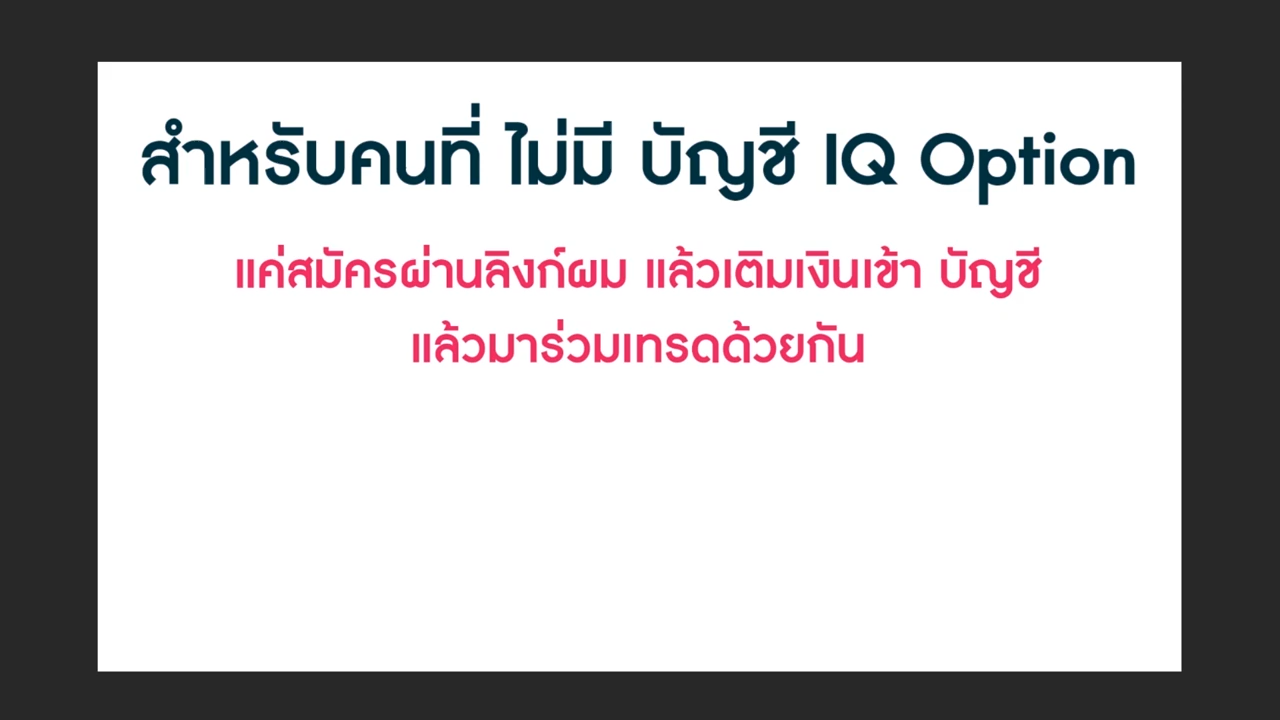 สำหรับคนที่ ไม่มี บัญชี IQ Option
แค่สมัครผ่านลิงก์ผม แล้วเติมเงินเข้า บัญชี
แล้วมาร่วมเทรดด้วยกัน